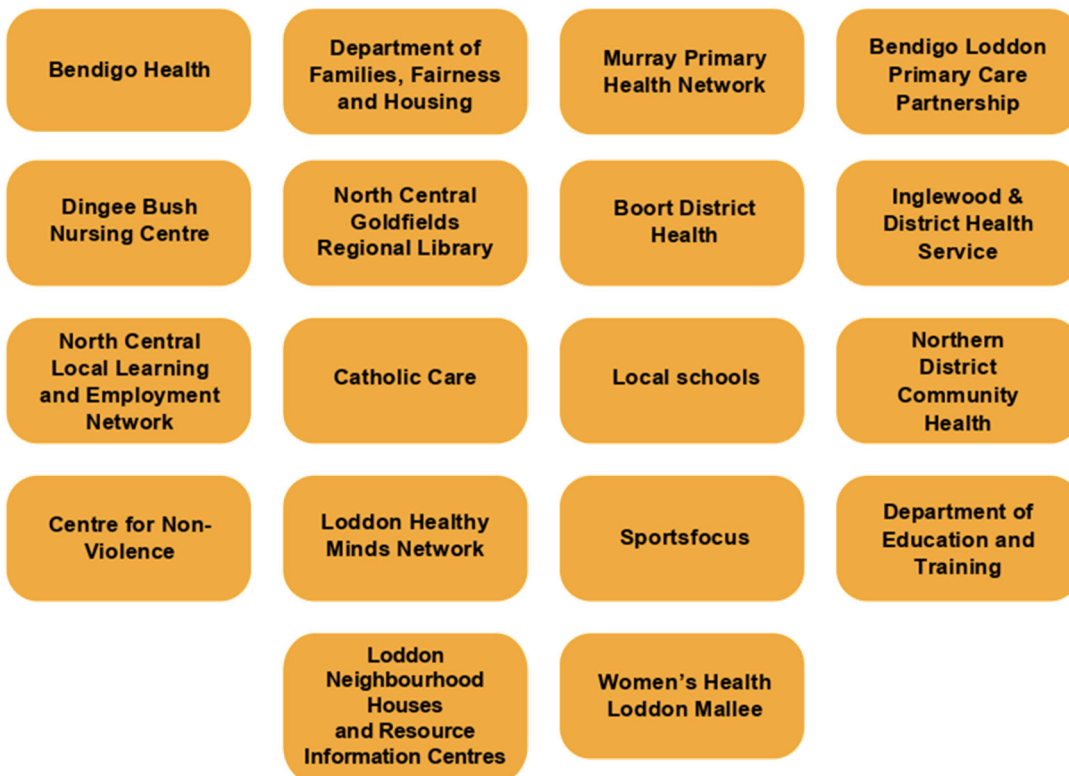 Bendigo Health
Department of
Families, Fairness
and Housing
Murray Primary
Health Network
Bendigo Loddon
Primary Care
Partnership
Dingee Bush
Nursing Centre
North Central
Goldfields
Regional Library
Boort District
Health
Inglewood &
District Health
Service
North Central
Local Learning
and Employment
Network
Catholic Care
Local schools
Northern
District
Community
Health
Centre for Non-
Violence
Loddon Healthy
Minds Network
Sportsfocus
Department of
Education and
Training
Loddon
Neighbourhood
Houses
and Resource
Information Centres
Women’s Health
Loddon Mallee